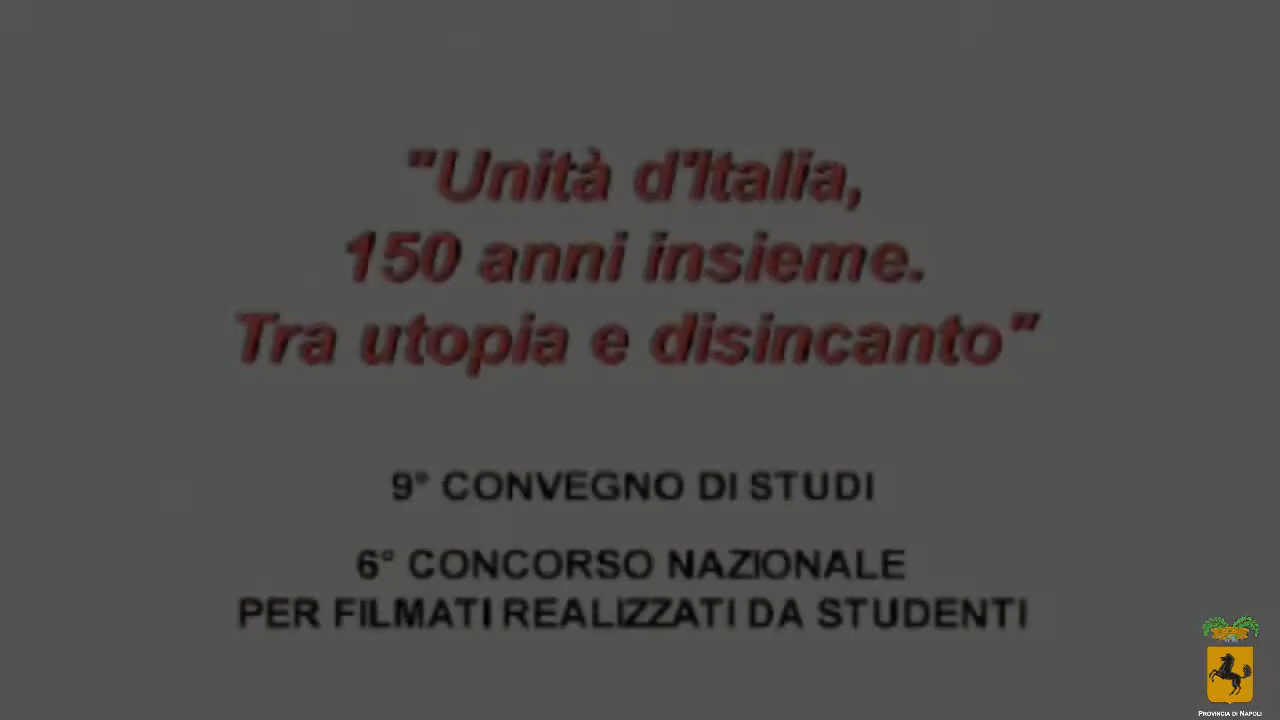 "Unità d'Italia,
150 anni insieme.
Tra utopia e disincanto"
9° CONVEGNO DI STUDI
6° CONCORSO NAZIONALE
PER FILMATI REALIZZATI DA STUDENTI
PROVINCIA DI NAPOLI